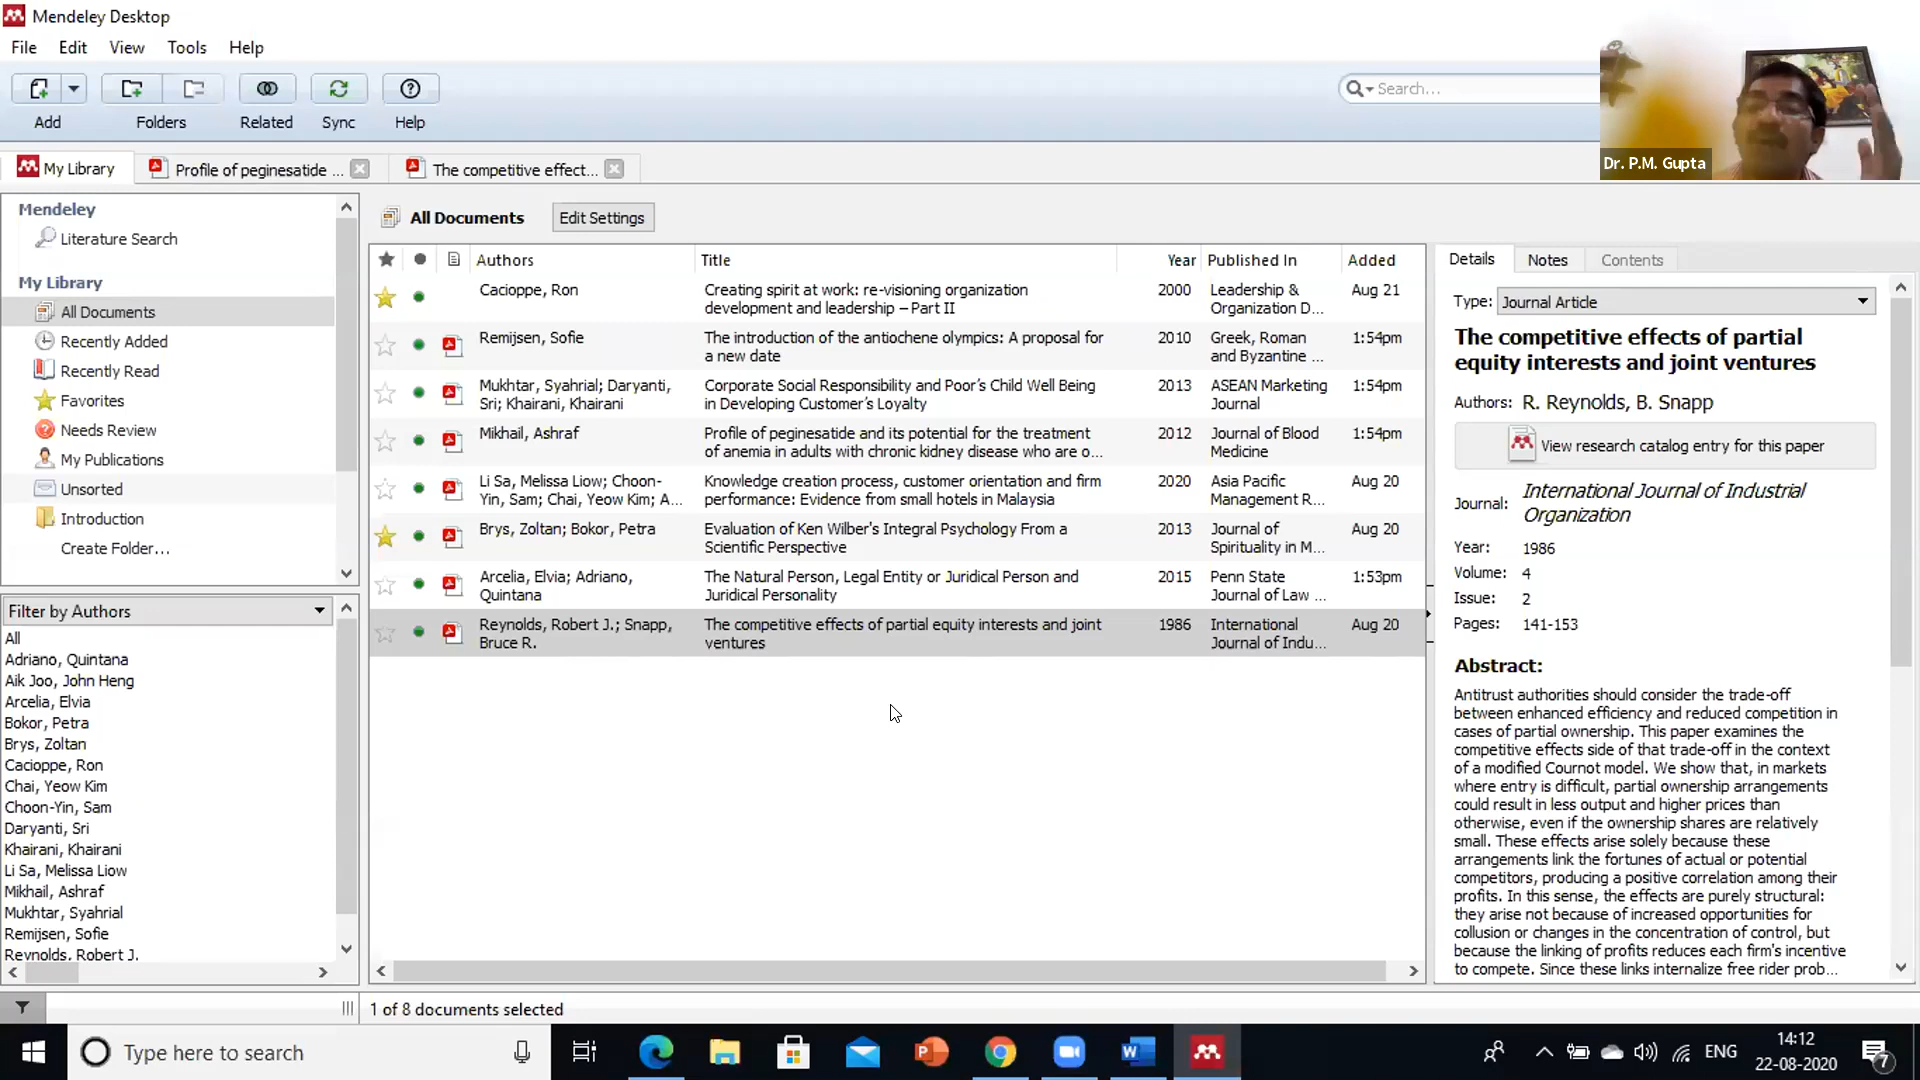 Mendeley Desktop
File Edit View Tools Help
Add Folders Related Sync Help
Search...
Dr. P.M. Gupta
My Library Profile of peginesatide ... The competitive effect...
Mendeley
Literature Search
My Library
All Documents
Recently Added
Recently Read
Favorites
Needs Review
My Publications
Unsorted
Introduction
Create Folder...
Filter by Authors
All
Adriano, Quintana
Aik Joo, John Heng
Arcelia, Elvia
Bokor, Petra
Brys, Zoltan
Cacioppe, Ron
Chai, Yeow Kim
Choon-Yin, Sam
Daryanti, Sri
Khairani, Khairani
Li Sa, Melissa Liow
Mikhail, Ashraf
Mukhtar, Syahrial
Remijsen, Sofie
Reynolds, Robert J.
All Documents Edit Settings
Authors Title Year Published In Added
Cacioppe, Ron Creating spirit at work: re-visioning organization 2000 Leadership & Aug 21
development and leadership – Part II Organization D...
Remijsen, Sofie The introduction of the antiochene olympics: A proposal for 2010 Greek, Roman 1:54pm
a new date and Byzantine ...
Mukhtar, Syahrial; Daryanti, Corporate Social Responsibility and Poor's Child Well Being 2013 ASEAN Marketing 1:54pm
Sri; Khairani, Khairani in Developing Customer's Loyalty Journal
Mikhail, Ashraf Profile of peginesatide and its potential for the treatment 2012 Journal of Blood 1:54pm
of anemia in adults with chronic kidney disease who are o... Medicine
Li Sa, Melissa Liow; Choon- Knowledge creation process, customer orientation and firm 2020 Asia Pacific Aug 20
Yin, Sam; Chai, Yeow Kim; A... performance: Evidence from small hotels in Malaysia Management R...
Brys, Zoltan; Bokor, Petra Evaluation of Ken Wilber's Integral Psychology From a 2013 Journal of Aug 20
Scientific Perspective Spirituality in M...
Arcelia, Elvia; Adriano, The Natural Person, Legal Entity or Juridical Person and 2015 Penn State 1:53pm
Quintana Juridical Personality Journal of Law ...
Reynolds, Robert J.; Snapp, The competitive effects of partial equity interests and joint 1986 International Aug 20
Bruce R. ventures Journal of Indu...
Details Notes Contents
Type: Journal Article
The competitive effects of partial
equity interests and joint ventures
Authors: R. Reynolds, B. Snapp
View research catalog entry for this paper
Journal: International Journal of Industrial
Organization
Year: 1986
Volume: 4
Issue: 2
Pages: 141-153
Abstract:
Antitrust authorities should consider the trade-off
between enhanced efficiency and reduced competition in
cases of partial ownership. This paper examines the
competitive effects side of that trade-off in the context
of a modified Cournot model. We show that, in markets
where entry is difficult, partial ownership arrangements
could result in less output and higher prices than
otherwise, even if the ownership shares are relatively
small. These effects arise solely because these
arrangements link the fortunes of actual or potential
competitors, producing a positive correlation among their
profits. In this sense, the effects are purely structural:
they arise not because of increased opportunities for
collusion or changes in the concentration of control, but
because the linking of profits reduces each firm's incentive
to compete. Since these links internalize free rider prob...
1 of 8 documents selected
Type here to search
ENG
14:12
22-08-2020
7